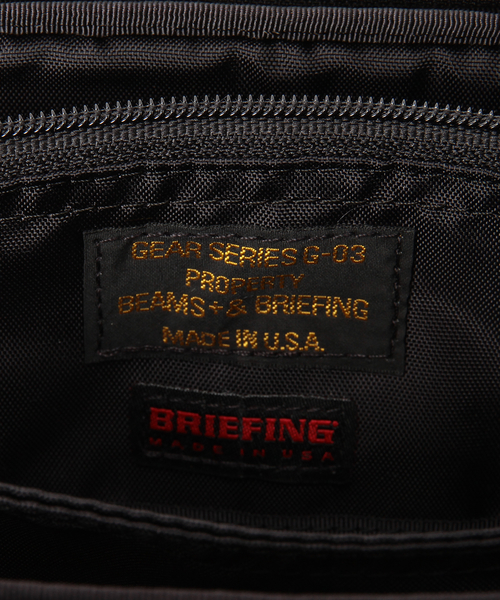 GEAR SERIES G-03
PROPERTY
BEAMS+& BRIEFING
MADE IN U.S.A.
BRIEFING
MADE IN USA